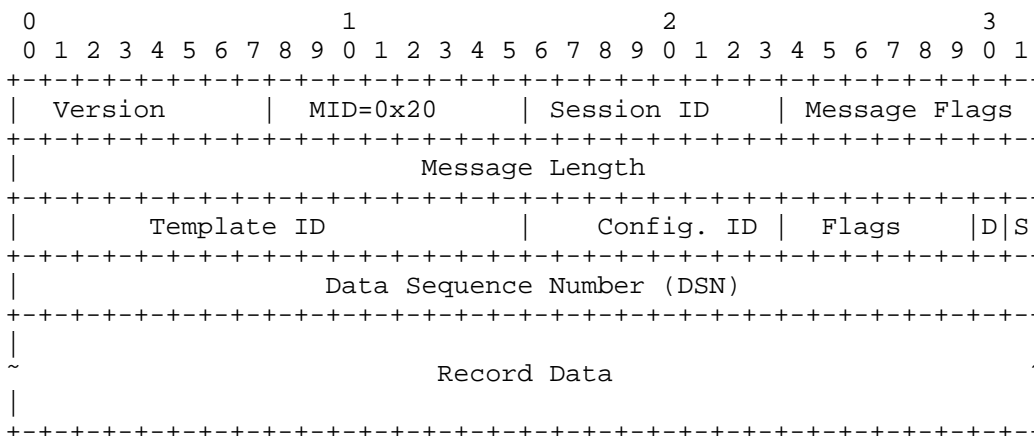 0                   1                   2                   3
 0 1 2 3 4 5 6 7 8 9 0 1 2 3 4 5 6 7 8 9 0 1 2 3 4 5 6 7 8 9 0 1
+-+-+-+-+-+-+-+-+-+-+-+-+-+-+-+-+-+-+-+-+-+-+-+-+-+-+-+-+-+-+-+-
|  Version      |  MID=0x20     | Session ID    | Message Flags
+-+-+-+-+-+-+-+-+-+-+-+-+-+-+-+-+-+-+-+-+-+-+-+-+-+-+-+-+-+-+-+-
|                         Message Length
+-+-+-+-+-+-+-+-+-+-+-+-+-+-+-+-+-+-+-+-+-+-+-+-+-+-+-+-+-+-+-+-
|        Template ID            |    Config. ID |  Flags    |D|S
+-+-+-+-+-+-+-+-+-+-+-+-+-+-+-+-+-+-+-+-+-+-+-+-+-+-+-+-+-+-+-+-
|                   Data Sequence Number (DSN)
+-+-+-+-+-+-+-+-+-+-+-+-+-+-+-+-+-+-+-+-+-+-+-+-+-+-+-+-+-+-+-+-
|
~                          Record Data                          ~
|
+-+-+-+-+-+-+-+-+-+-+-+-+-+-+-+-+-+-+-+-+-+-+-+-+-+-+-+-+-+-+-+-